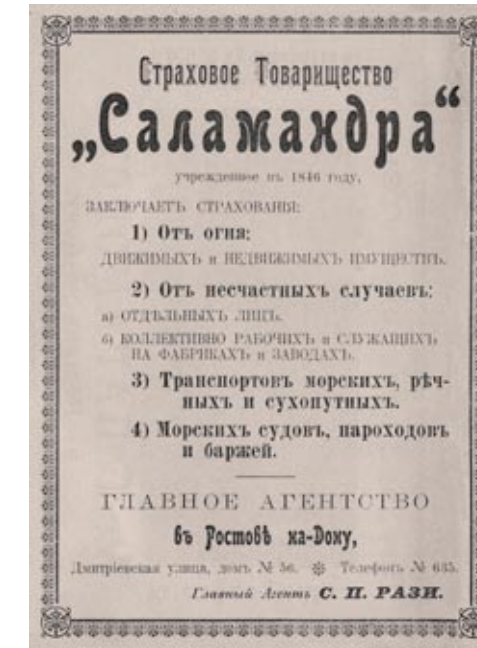 Страховое Товарищество
„Саламандра“
учрежденное въ 1846 году,
ЗАКЛЮЧАЕТЪ СТРАХОВАНІЯ:
1) Отъ огня:
ДВИЖИМЫХЪ и НЕДВИЖИМЫХЪ ИМУЩЕСТВЪ.
2) Отъ несчастныхъ случаевъ:
а) ОТДѢЛЬНЫХЪ ЛИЦЪ.
б) КОЛЛЕКТИВНО РАБОЧИХЪ и СЛУЖАЩИХЪ
НА ФАБРИКАХЪ и ЗАВОДАХЪ.
3) Транспортовъ морскихъ, рѣч-
ныхъ и сухопутныхъ.
4) Морскихъ судовъ, пароходовъ
и баржей.
ГЛАВНОЕ АГЕНТСТВО
въ Ростовѣ на-Дону,
Дмитріевская улица, домъ № 56. Телефонъ № 635.
Главный Агентъ С. П. РАЗИ.